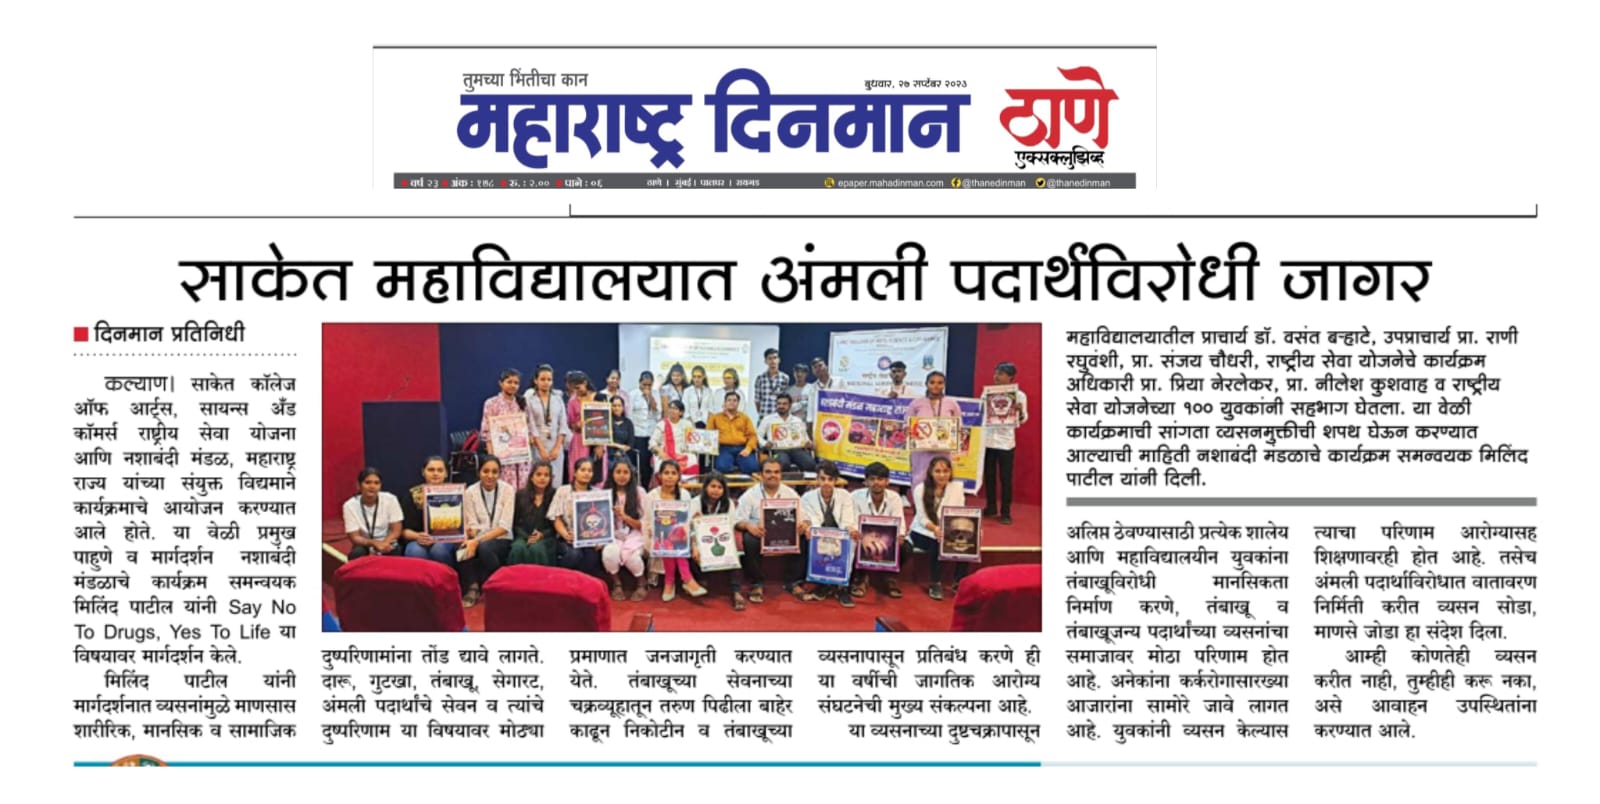 तुमच्या भिंतीचा कान
बुधवार, २७ सप्टेंबर २०२३
महाराष्ट्र दिनमान
ठाणे
एक्सक्लुझिव्ह
वर्ष २३ अंक : १७८ रु. : २.०० पाने : ०६ ठाणे । मुंबई । पालघर । रायगड epaper.mahadinman.com @thanedinman @thanedinman
साकेत महाविद्यालयात अंमली पदार्थविरोधी जागर
दिनमान प्रतिनिधी
कल्याण। साकेत कॉलेज
ऑफ आर्ट्स, सायन्स अँड
कॉमर्स राष्ट्रीय सेवा योजना
आणि नशाबंदी मंडळ, महाराष्ट्र
राज्य यांच्या संयुक्त विद्यमाने
कार्यक्रमाचे आयोजन करण्यात
आले होते. या वेळी प्रमुख
पाहुणे व मार्गदर्शन नशाबंदी
मंडळाचे कार्यक्रम समन्वयक
मिलिंद पाटील यांनी Say No
To Drugs, Yes To Life या
विषयावर मार्गदर्शन केले.
मिलिंद पाटील यांनी
मार्गदर्शनात व्यसनांमुळे माणसास
शारीरिक, मानसिक व सामाजिक
दुष्परिणामांना तोंड द्यावे लागते.
दारू, गुटखा, तंबाखू, सेगारट,
अंमली पदार्थांचे सेवन व त्यांचे
दुष्परिणाम या विषयावर मोठ्या
प्रमाणात जनजागृती करण्यात
येते. तंबाखूच्या सेवनाच्या
चक्रव्यूहातून तरुण पिढीला बाहेर
काढून निकोटीन व तंबाखूच्या
व्यसनापासून प्रतिबंध करणे ही
या वर्षीची जागतिक आरोग्य
संघटनेची मुख्य संकल्पना आहे.
या व्यसनाच्या दुष्टचक्रापासून
महाविद्यालयातील प्राचार्य डॉ. वसंत बऱ्हाटे, उपप्राचार्य प्रा. राणी
रघुवंशी, प्रा. संजय चौधरी, राष्ट्रीय सेवा योजनेचे कार्यक्रम
अधिकारी प्रा. प्रिया नेरलेकर, प्रा. नीलेश कुशवाह व राष्ट्रीय
सेवा योजनेच्या १०० युवकांनी सहभाग घेतला. या वेळी
कार्यक्रमाची सांगता व्यसनमुक्तीची शपथ घेऊन करण्यात
आल्याची माहिती नशाबंदी मंडळाचे कार्यक्रम समन्वयक मिलिंद
पाटील यांनी दिली.
अलिप्त ठेवण्यासाठी प्रत्येक शालेय
आणि महाविद्यालयीन युवकांना
तंबाखूविरोधी मानसिकता
निर्माण करणे, तंबाखू व
तंबाखूजन्य पदार्थांच्या व्यसनांचा
समाजावर मोठा परिणाम होत
आहे. अनेकांना कर्करोगासारख्या
आजारांना सामोरे जावे लागत
आहे. युवकांनी व्यसन केल्यास
त्याचा परिणाम आरोग्यासह
शिक्षणावरही होत आहे. तसेच
अंमली पदार्थाविरोधात वातावरण
निर्मिती करीत व्यसन सोडा,
माणसे जोडा हा संदेश दिला.
आम्ही कोणतेही व्यसन
करीत नाही, तुम्हीही करू नका,
असे आवाहन उपस्थितांना
करण्यात आले.